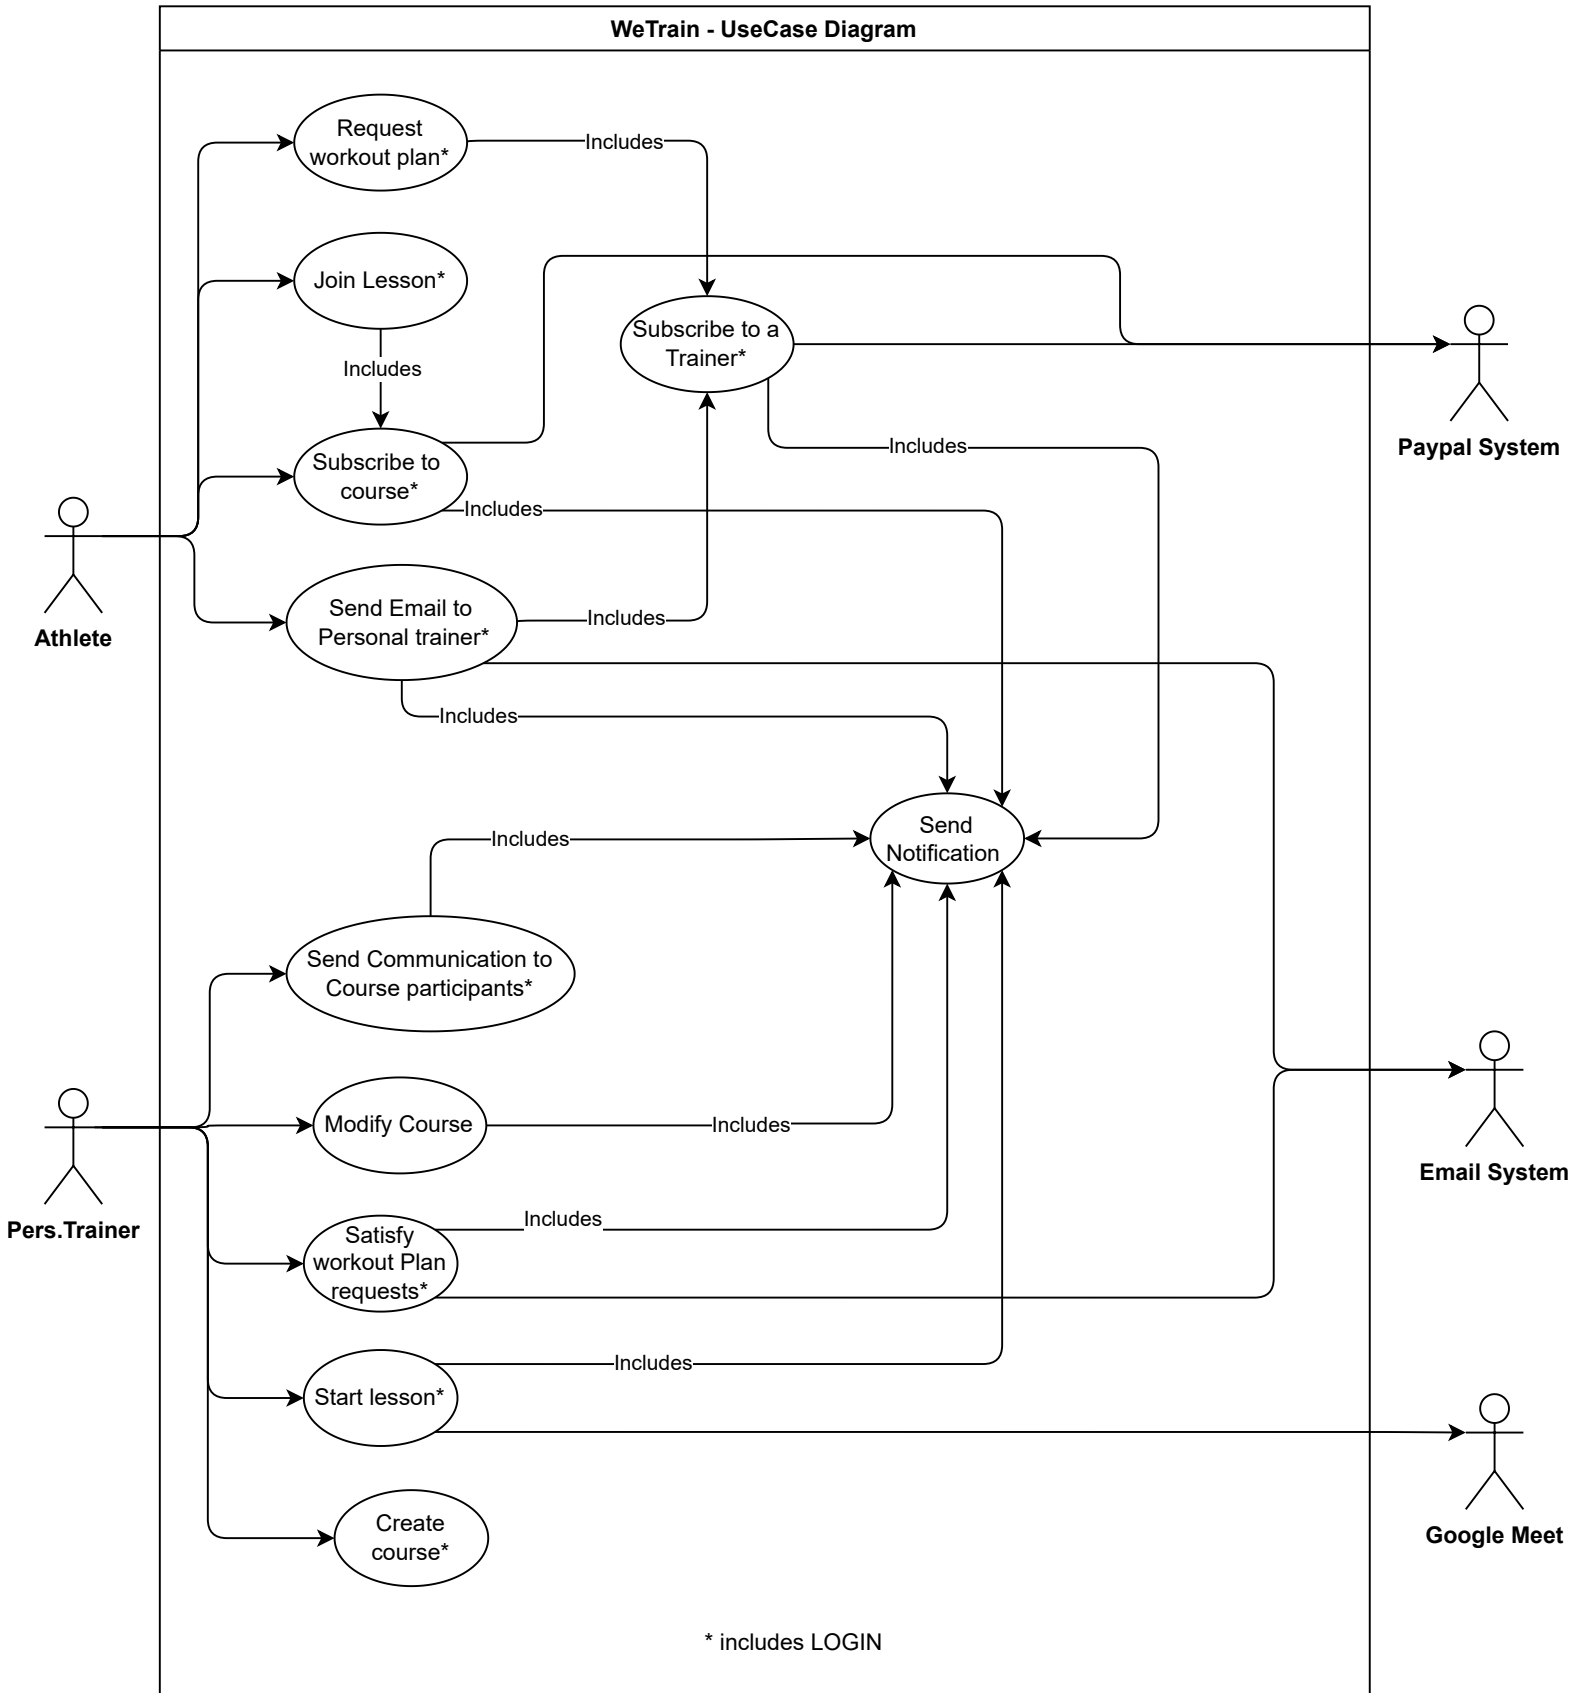 WeTrain - UseCase Diagram
Request
workout plan*
Includes
Join Lesson*
Includes
Subscribe to a
Trainer*
Includes
Paypal System
Subscribe to
course*
Includes
Athlete
Send Email to
Personal trainer*
Includes
Includes
Send
Notification
Includes
Send Communication to
Course participants*
Modify Course
Includes
Pers.Trainer
Email System
Satisfy
workout Plan
requests*
Includes
Includes
Start lesson*
Google Meet
Create
course*
* includes LOGIN